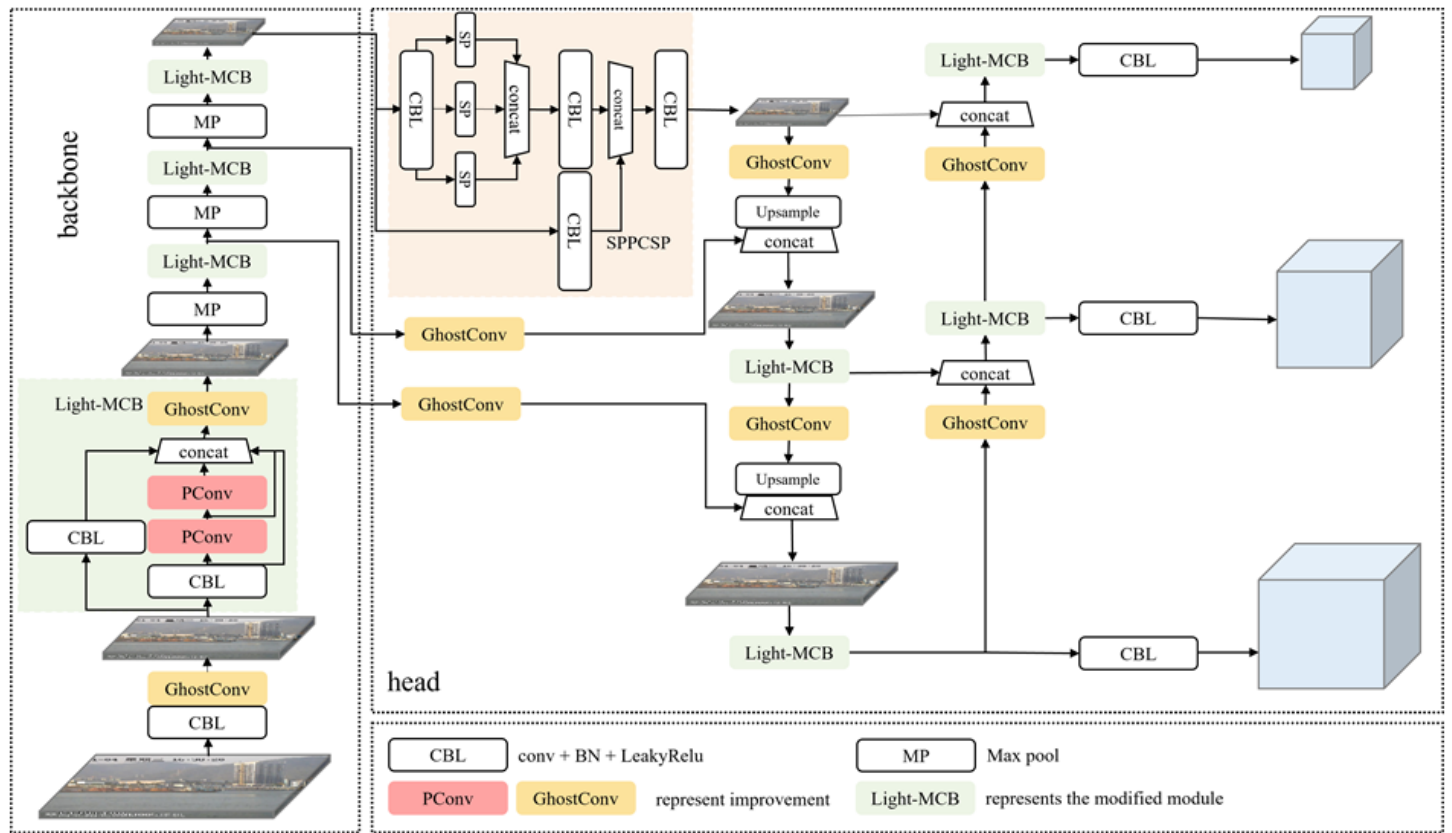 backbone
Light-MCB
MP
Light-MCB
MP
Light-MCB
MP
Light-MCB
GhostConv
concat
PConv
CBL
PConv
CBL
GhostConv
CBL
CBL
SP
SP
SP
concat
CBL
CBL
concat
CBL
SPPCSP
GhostConv
GhostConv
GhostConv
Upsample
concat
Light-MCB
GhostConv
Upsample
concat
Light-MCB
Light-MCB
CBL
concat
GhostConv
Light-MCB
CBL
concat
GhostConv
CBL
head
CBL conv + BN + LeakyRelu MP Max pool
PConv GhostConv represent improvement Light-MCB represents the modified module